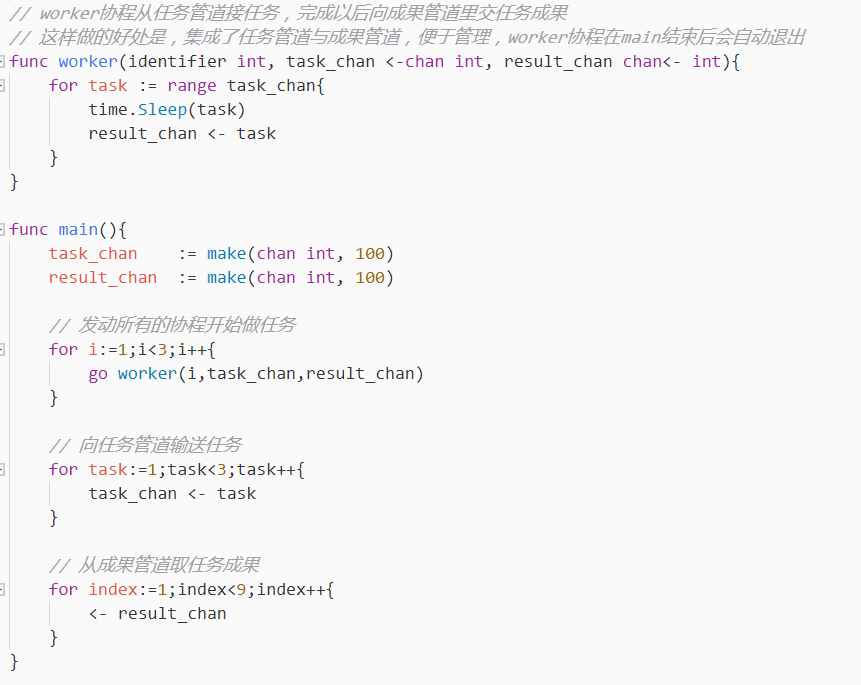 // worker协程从任务管道接任务，完成以后向成果管道里交任务成果
// 这样做的好处是，集成了任务管道与成果管道，便于管理，worker协程在main结束后会自动退出
func worker(identifier int, task_chan <-chan int, result_chan chan<- int){
    for task := range task_chan{
        time.Sleep(task)
        result_chan <- task
    }
}

func main(){
    task_chan    := make(chan int, 100)
    result_chan  := make(chan int, 100)

    // 发动所有的协程开始做任务
    for i:=1;i<3;i++{
        go worker(i,task_chan,result_chan)
    }

    // 向任务管道输送任务
    for task:=1;task<3;task++{
        task_chan <- task
    }

    // 从成果管道取任务成果
    for index:=1;index<9;index++{
        <- result_chan
    }
}